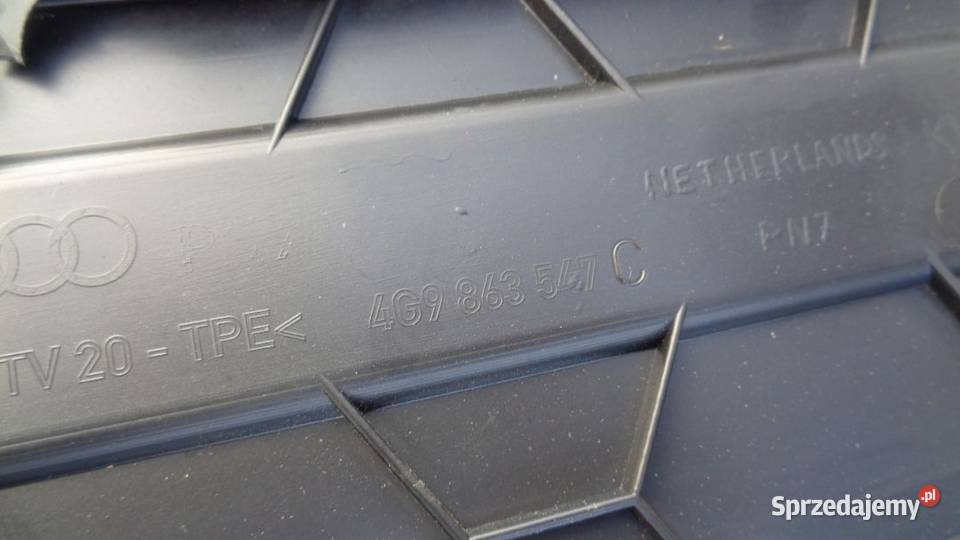 NETHERLANDS
PN7
4G9 863 547 C
TV 20 - TPE<
Sprzedajemy.pl